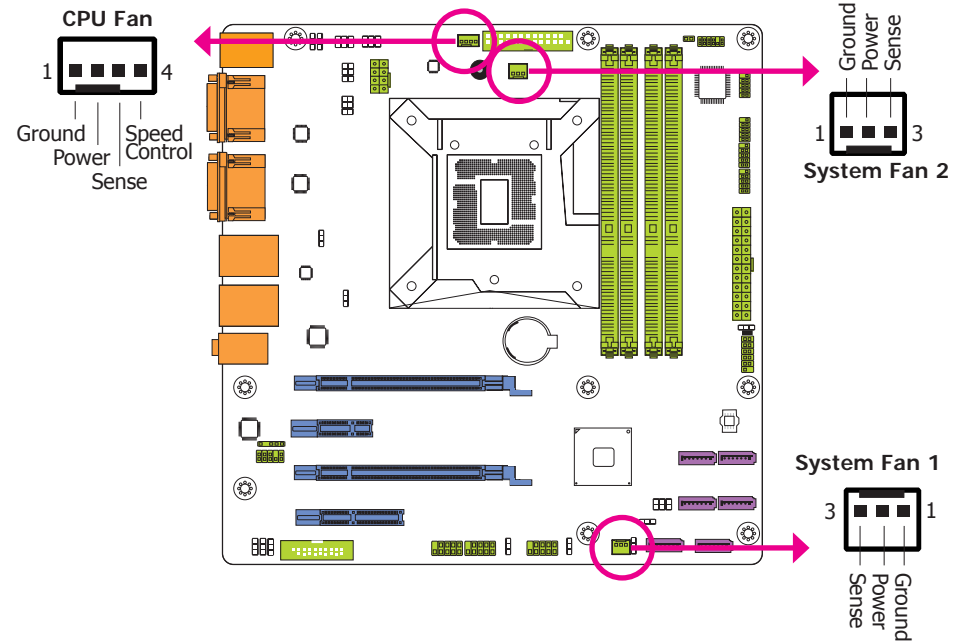 CPU Fan
1 4
Ground
Power
Sense
Speed
Control
Ground
Power
Sense
1 3
System Fan 2
System Fan 1
3 1
Sense
Power
Ground